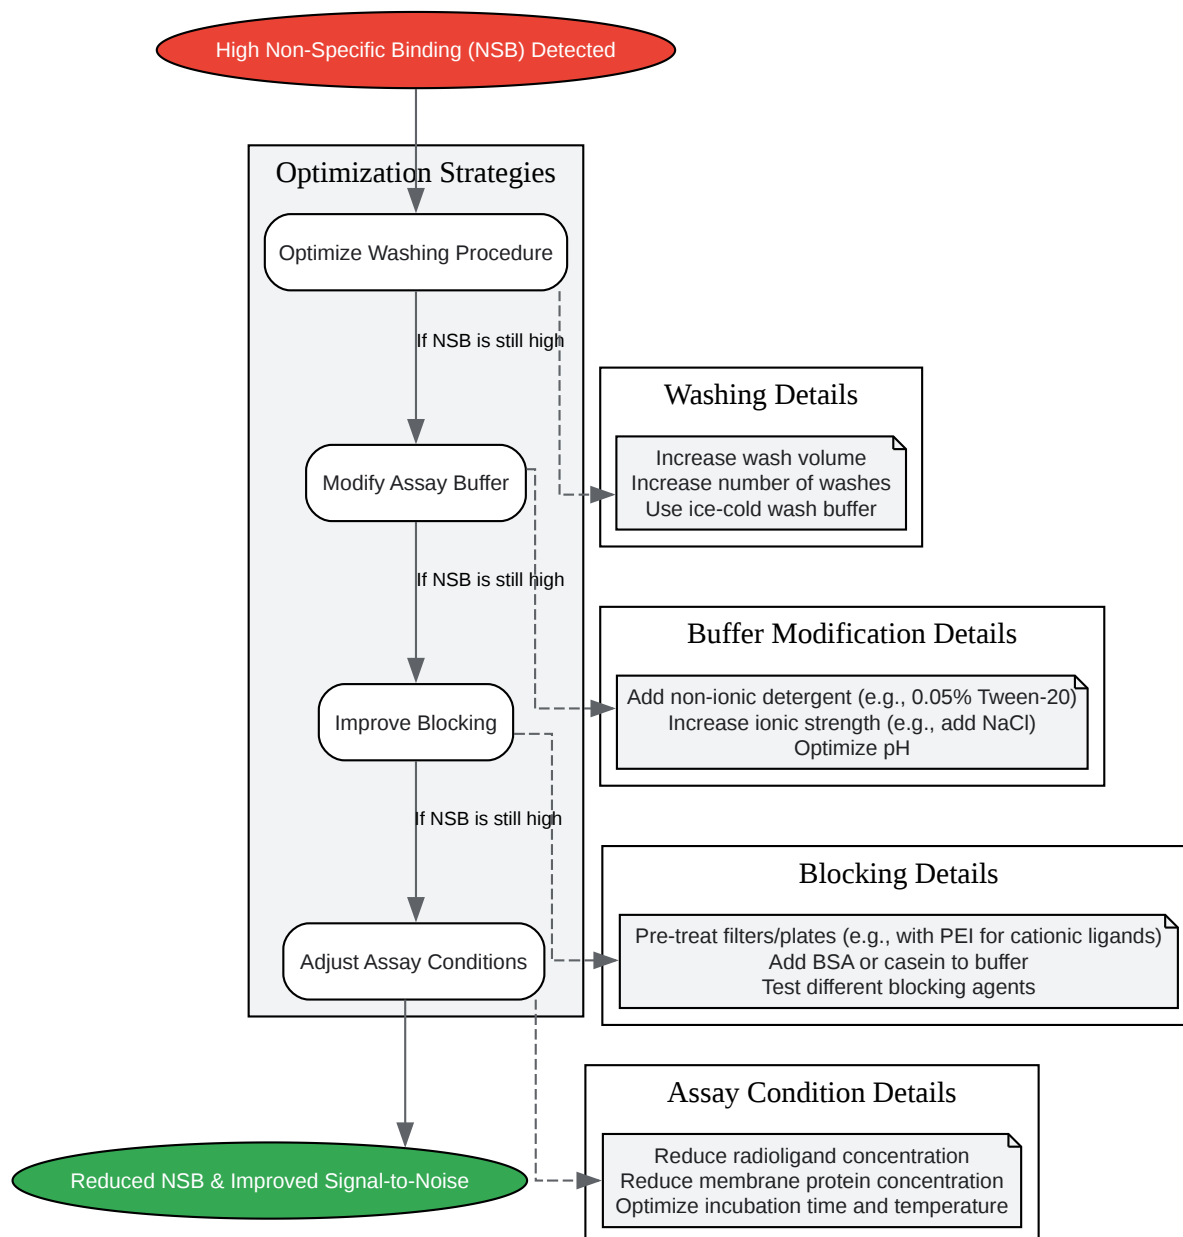 High Non-Specific Binding (NSB) Detected
Optimization Strategies
Optimize Washing Procedure
If NSB is still high
Washing Details
Increase wash volume
Increase number of washes
Use ice-cold wash buffer
Modify Assay Buffer
If NSB is still high
Buffer Modification Details
Add non-ionic detergent (e.g., 0.05% Tween-20)
Increase ionic strength (e.g., add NaCl)
Optimize pH
Improve Blocking
If NSB is still high
Blocking Details
Pre-treat filters/plates (e.g., with PEI for cationic ligands)
Add BSA or casein to buffer
Test different blocking agents
Adjust Assay Conditions
Assay Condition Details
Reduce radioligand concentration
Reduce membrane protein concentration
Optimize incubation time and temperature
Reduced NSB & Improved Signal-to-Noise